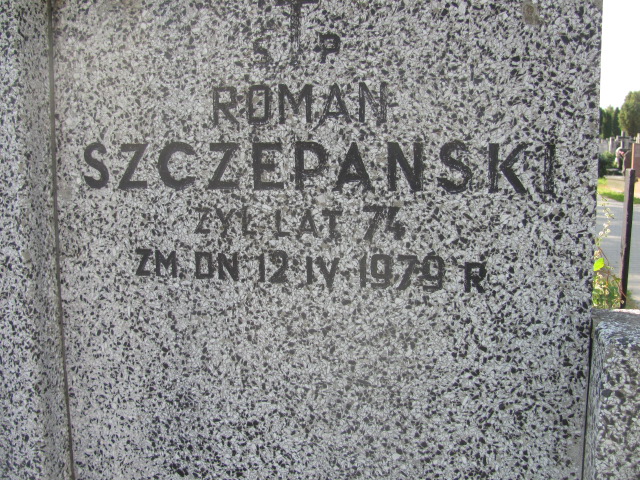 Ś P
ROMAN
SZCZEPAŃSKI
ŻYŁ LAT 74
ZM. DN 12·IV·1979 R